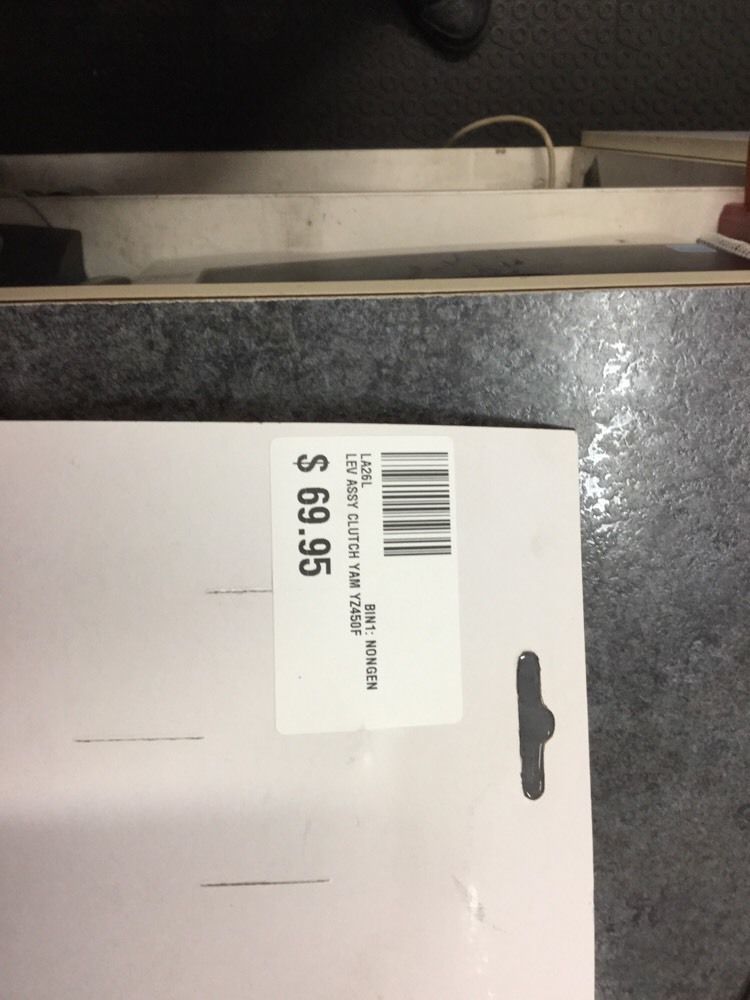 LA26L BIN1: NONGEN
LEV ASSY CLUTCH YAM YZ450F
$ 69.95